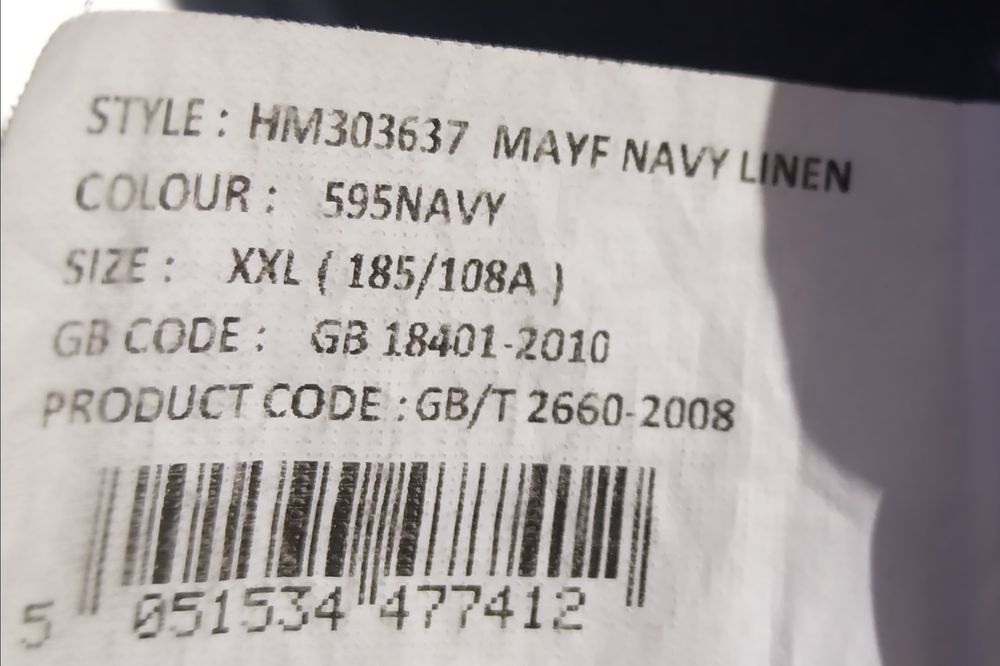 STYLE : HM303637 MAYF NAVY LINEN
COLOUR : 595NAVY
SIZE : XXL ( 185/108A )
GB CODE : GB 18401-2010
PRODUCT CODE : GB/T 2660-2008
5 051534 477412